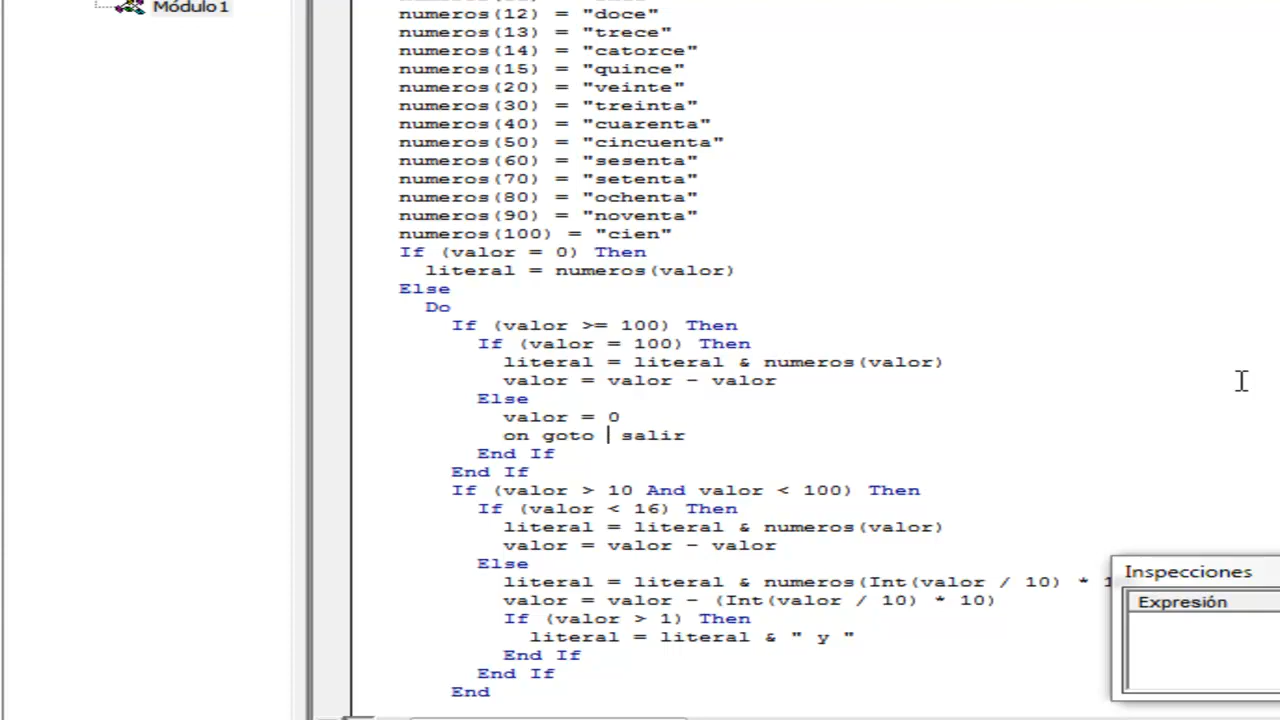 Módulo1
numeros(12) = "doce"
numeros(13) = "trece"
numeros(14) = "catorce"
numeros(15) = "quince"
numeros(20) = "veinte"
numeros(30) = "treinta"
numeros(40) = "cuarenta"
numeros(50) = "cincuenta"
numeros(60) = "sesenta"
numeros(70) = "setenta"
numeros(80) = "ochenta"
numeros(90) = "noventa"
numeros(100) = "cien"
If (valor = 0) Then
literal = numeros(valor)
Else
Do
If (valor >= 100) Then
If (valor = 100) Then
literal = literal & numeros(valor)
valor = valor - valor
Else
valor = 0
on goto salir
End If
End If
If (valor > 10 And valor < 100) Then
If (valor < 16) Then
literal = literal & numeros(valor)
valor = valor - valor
Else
literal = literal & numeros(Int(valor / 10) *
valor = valor - (Int(valor / 10) * 10)
If (valor > 1) Then
literal = literal & " y "
End If
End If
End
Inspecciones
Expresión